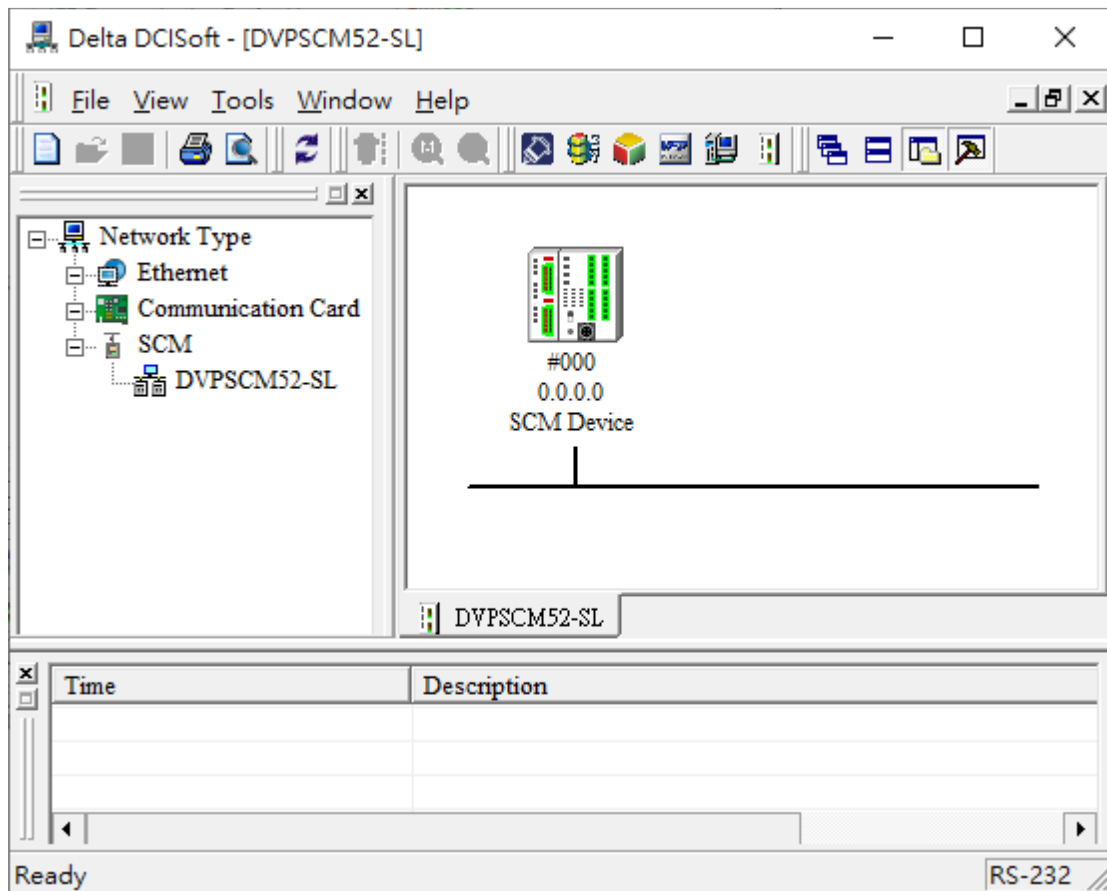 Delta DCISoft - [DVPSCM52-SL]
File View Tools Window Help
Network Type
Ethernet
Communication Card
SCM
DVPSCM52-SL
#000
0.0.0.0
SCM Device
DVPSCM52-SL
Time Description
Ready RS-232